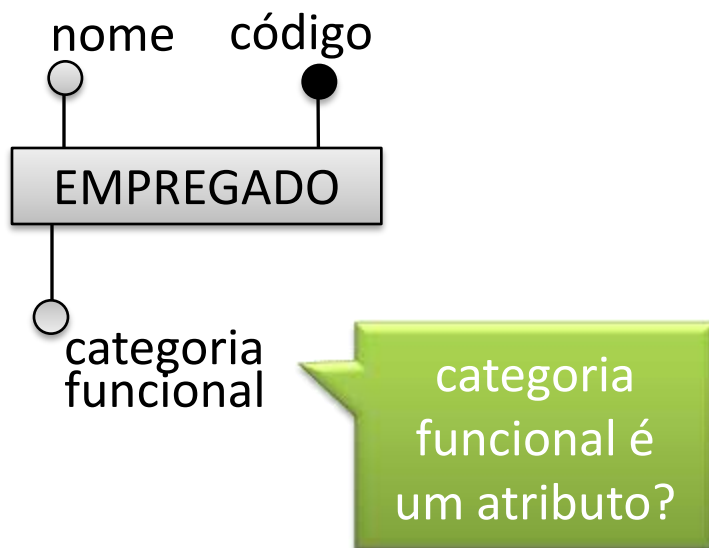 nome código
EMPREGADO
categoria
funcional
categoria
funcional é
um atributo?